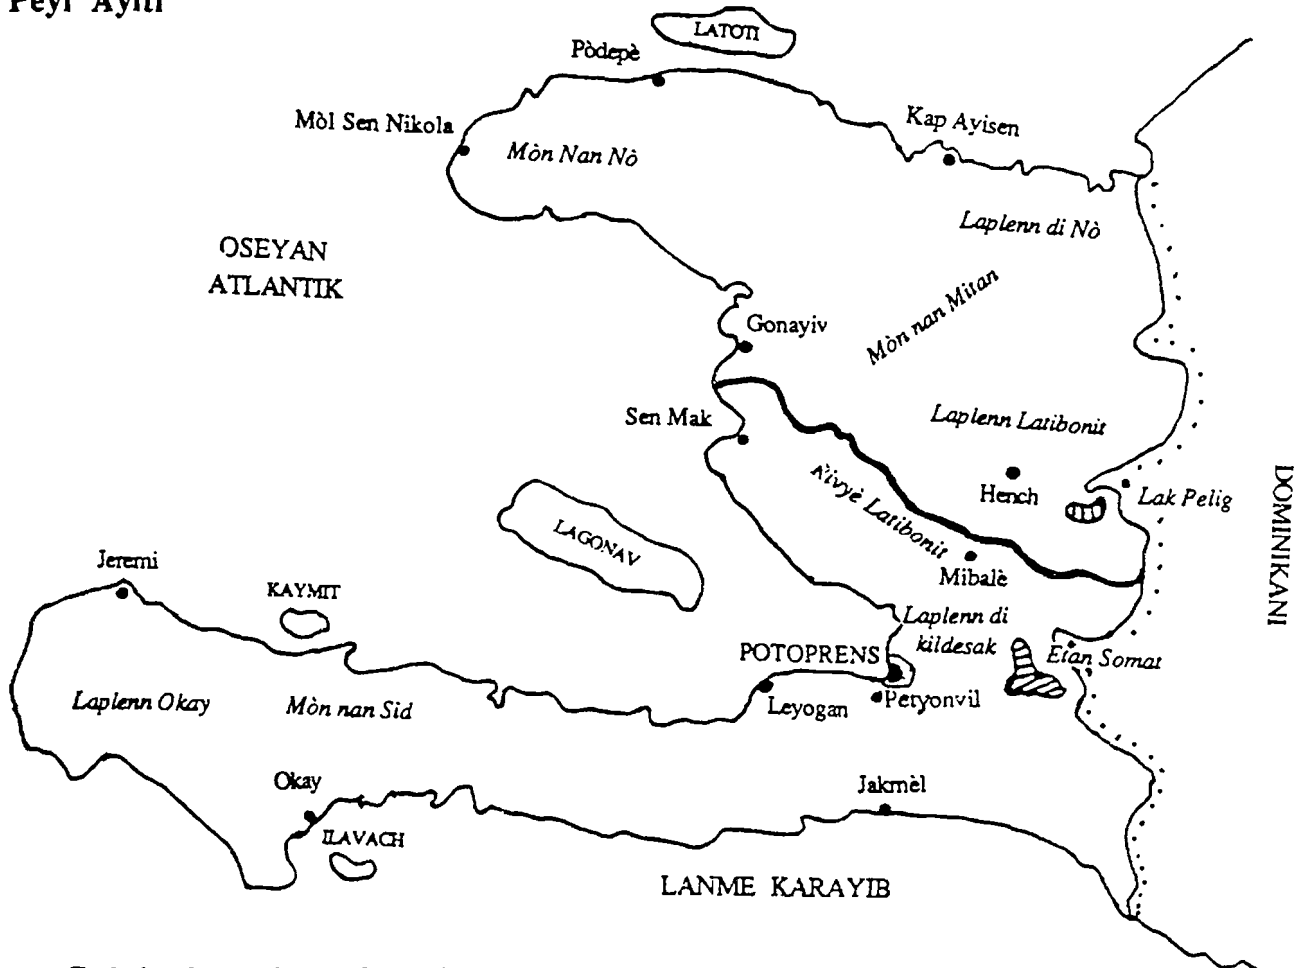 Peyi Ayiti
LATOTI
Pòdepè
Mòl Sen Nikola
Kap Ayisen
Mòn Nan Nò
Laplenn di Nò
OSEYAN
ATLANTIK
Mòn nan Mitan
Gonayiv
Sen Mak
Laplenn Latibonit
Hench
Lak Pelig
DOMINIKANI
Latibonit
LAGONAV
Mibalè
Jeremi
KAYMIT
Laplenn di
kildesak
POTOPRENS
Etan Somat
Laplenn Okay
Mòn nan Sid
Leyogan
Petyonvil
Okay
Jakmèl
ILAVACH
LANME KARAYIB